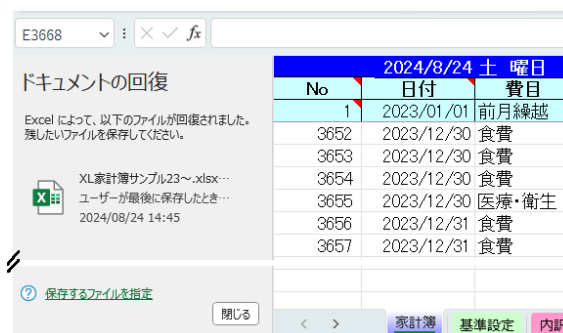 E3668
fx
ドキュメントの回復
Excel によって、以下のファイルが回復されました。
残したいファイルを保存してください。
XL家計簿サンプル23～.xlsx…
ユーザーが最後に保存したとき…
2024/08/24 14:45
保存するファイルを指定
閉じる
2024/8/24 土 曜日
No 日付 費目
1 2023/01/01 前月繰越
3652 2023/12/30 食費
3653 2023/12/30 食費
3654 2023/12/30 食費
3655 2023/12/30 医療・衛生
3656 2023/12/31 食費
3657 2023/12/31 食費
家計簿 基準設定 内訳